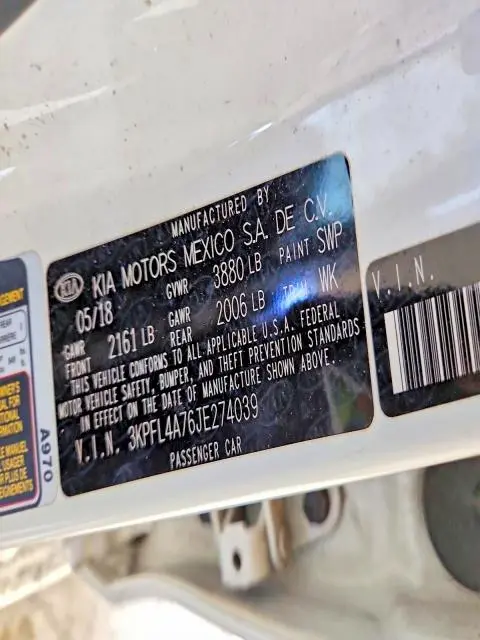 MANUFACTURED BY
KIA KIA MOTORS MEXICO S.A. DE C.V.
05/18 GVWR 3880 LB PAINT SWP
GAWR FRONT 2161 LB GAWR REAR 2006 LB TRIM WK
THIS VEHICLE CONFORMS TO ALL APPLICABLE U.S.A. FEDERAL
MOTOR VEHICLE SAFETY, BUMPER, AND THEFT PREVENTION STANDARDS
IN EFFECT ON THE DATE OF MANUFACTURE SHOWN ABOVE.
V.I.N. 3KPFL4A76JE274039
PASSENGER CAR
V.I.N.
A970